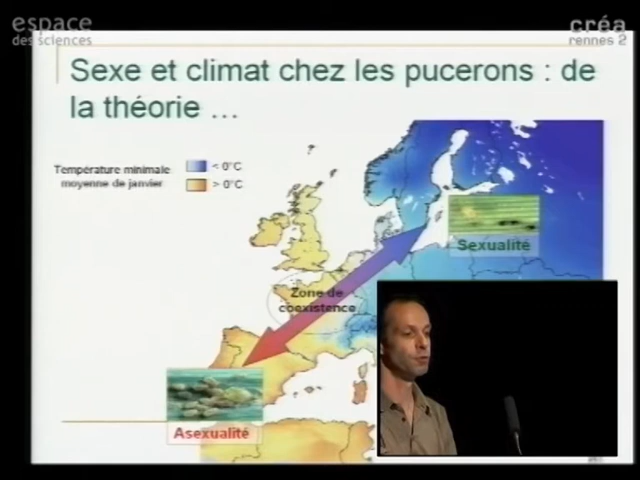 espace
des sciences
créa
rennes 2
Sexe et climat chez les pucerons : de
la théorie …
Température minimale
moyenne de janvier
< 0°C
> 0°C
Sexualité
Zone de
coexistence
Asexualité